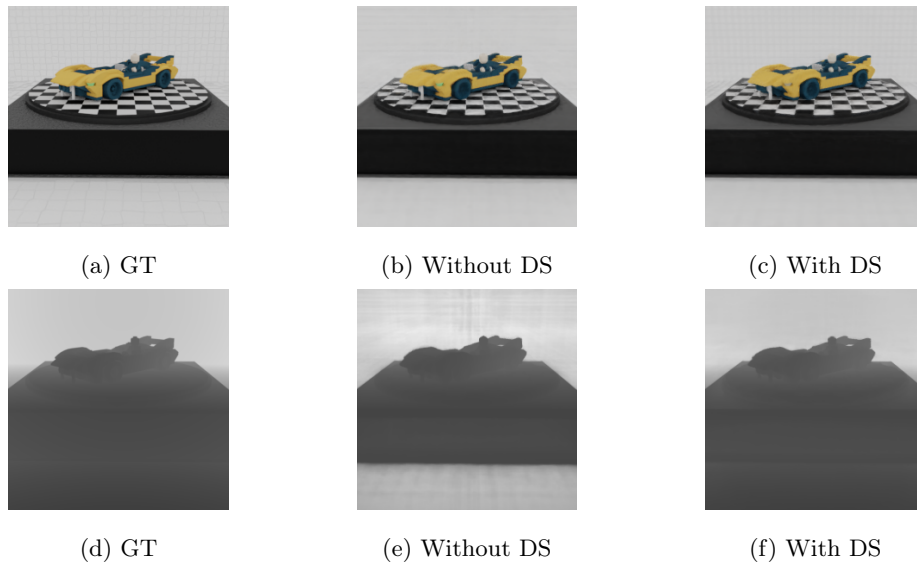 (a) GT
(b) Without DS
(c) With DS
(d) GT
(e) Without DS
(f) With DS